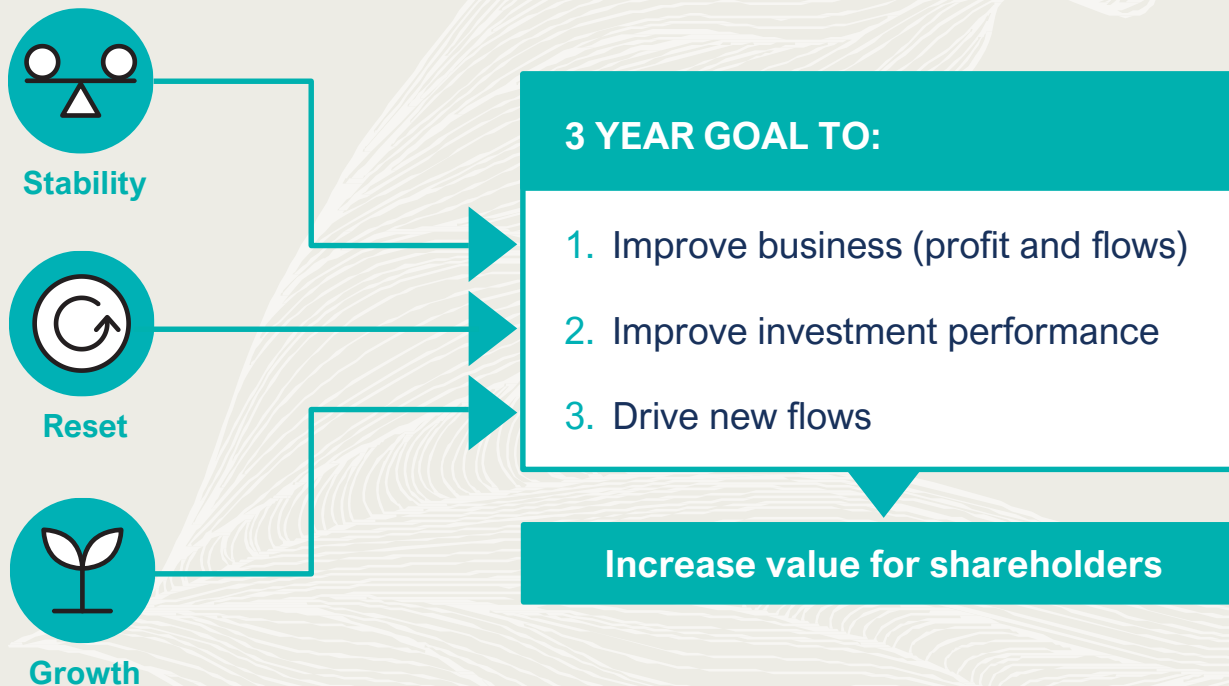 Stability
Reset
Growth
3 YEAR GOAL TO:
1. Improve business (profit and flows)
2. Improve investment performance
3. Drive new flows
Increase value for shareholders